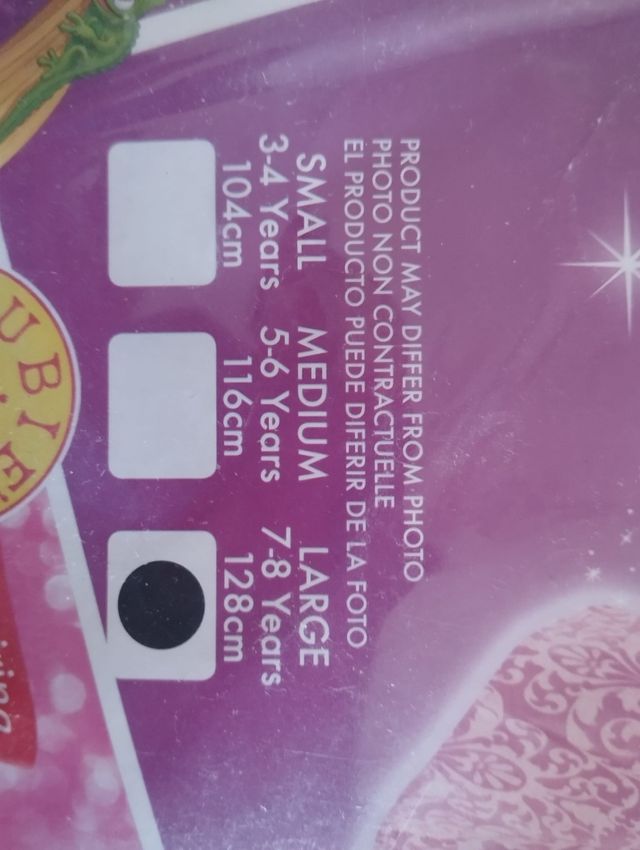 PRODUCT MAY DIFFER FROM PHOTO
PHOTO NON CONTRACTUELLE
EL PRODUCTO PUEDE DIFERIR DE LA FOTO
SMALL MEDIUM LARGE
3-4 Years 5-6 Years 7-8 Years
104cm 116cm 128cm
UBIE'